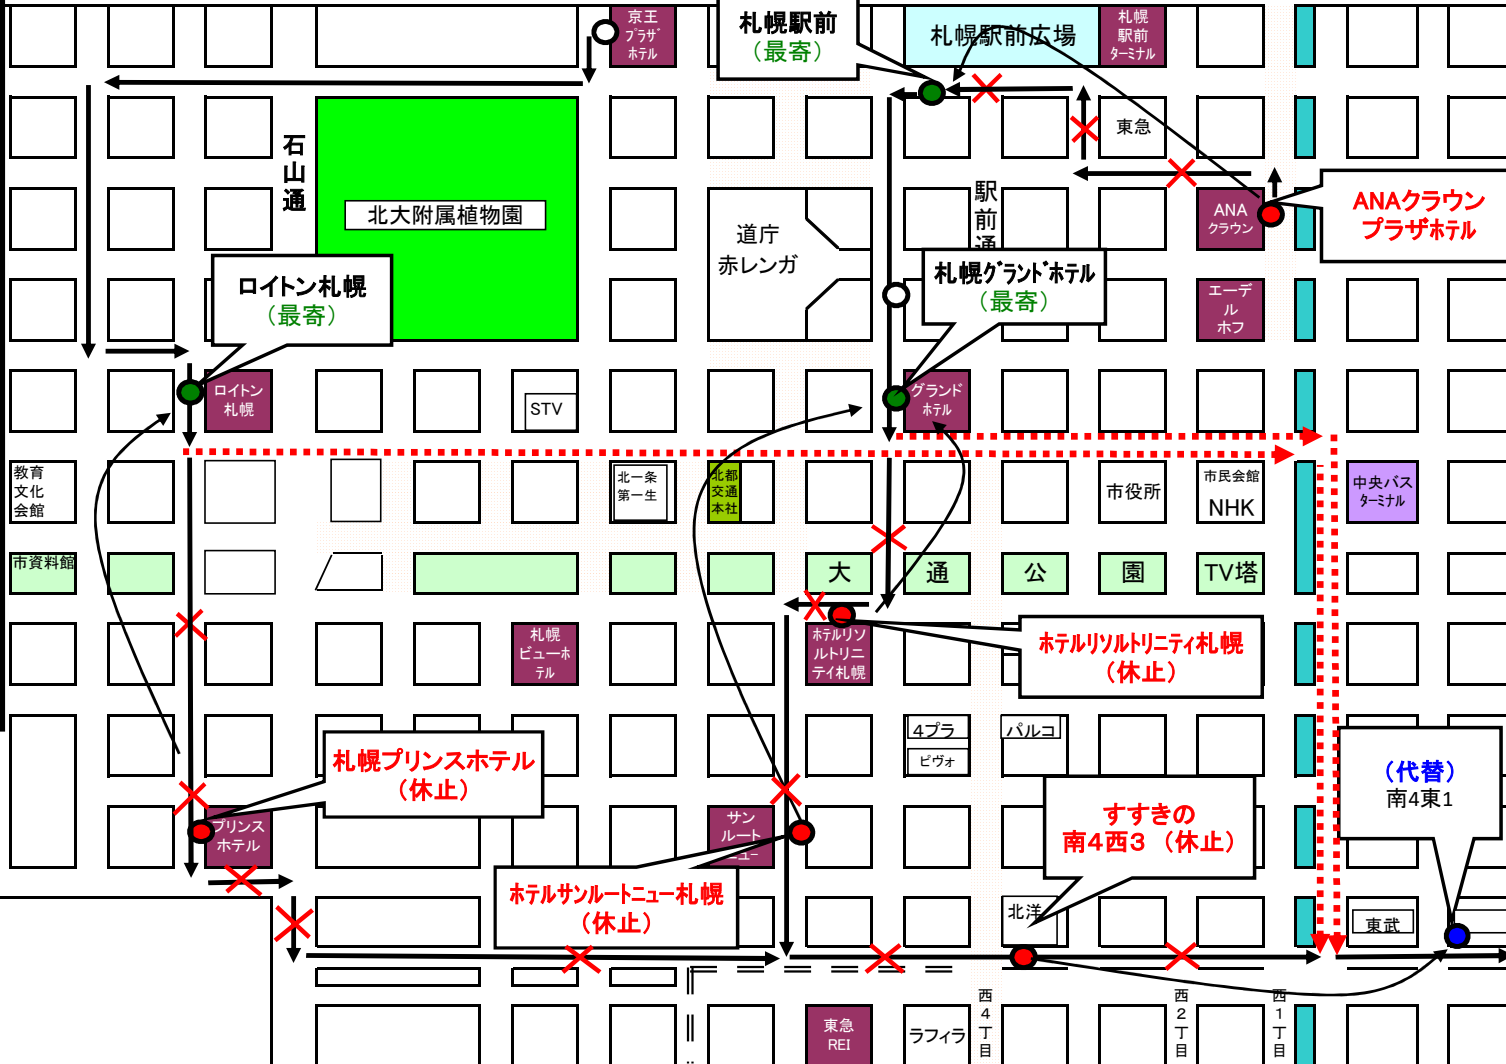 京王
プラザ
ホテル
札幌駅前
(最寄)
札幌駅前広場
札幌
駅前
ターミナル
東急
石山通
北大附属植物園
道庁
赤レンガ
駅前通
ANA
クラウン
ANAクラウン
プラザホテル
ロイトン札幌
(最寄)
札幌グランドホテル
(最寄)
エーデ
ル
ホフ
ロイトン
札幌
STV
グランド
ホテル
教育
文化
会館
北一条
第一生
北都
交通
本社
市役所
市民会館
NHK
中央バス
ターミナル
市資料館
大
通
公
園
TV塔
札幌
ビューホ
テル
ホテルリソ
ルトリニ
テイ札幌
ホテルリソルトリニティ札幌
(休止)
4プラ
ピヴォ
パルコ
札幌プリンスホテル
(休止)
(代替)
南4東1
プリンス
ホテル
サン
ルート
ニュー
すすきの
南4西3 (休止)
ホテルサンルートニュー札幌
(休止)
北洋
東武
東急
REI
ラフィラ
西4丁目
西2丁目
西1丁目